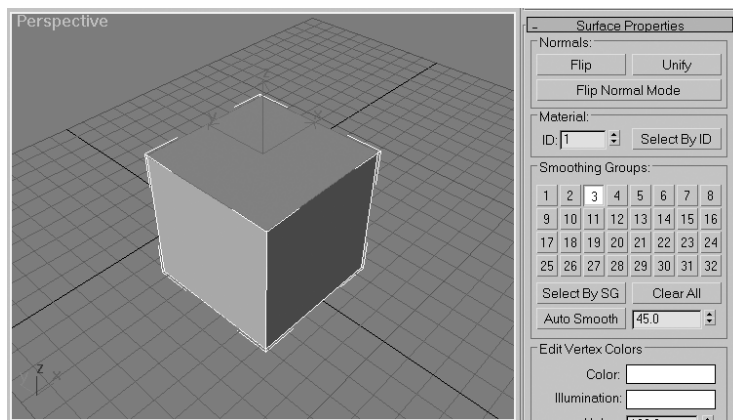 Perspective
z
y
x
z
x
- Surface Properties
Normals:
Flip Unify
Flip Normal Mode
Material:
ID: 1 Select By ID
Smoothing Groups:
1 2 3 4 5 6 7 8
9 10 11 12 13 14 15 16
17 18 19 20 21 22 23 24
25 26 27 28 29 30 31 32
Select By SG Clear All
Auto Smooth 45.0
Edit Vertex Colors
Color:
Illumination: